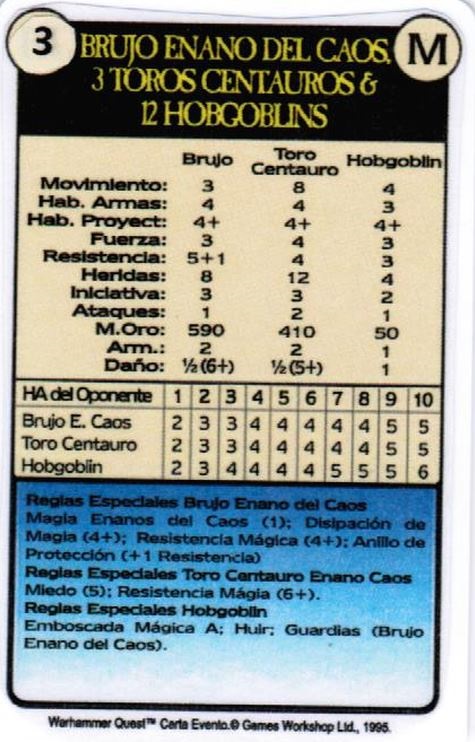 3
M
BRUJO ENANO DEL CAOS,
3 TOROS CENTAUROS &
12 HOBGOBLINS
Brujo Toro Centauro Hobgoblin
Movimiento: 3 8 4
Hab. Armas: 4 4 3
Hab. Proyect: 4+ 4+ 4+
Fuerza: 3 4 3
Resistencia: 5+1 4 3
Heridas: 8 12 4
Iniciativa: 3 3 2
Ataques: 1 2 1
M.Oro: 590 410 50
Arm.: 2 2 1
Daño: ½(6+) ½(5+) 1
HA del Oponente 1 2 3 4 5 6 7 8 9 10
Brujo E. Caos 2 3 3 4 4 4 4 4 5 5
Toro Centauro 2 3 3 4 4 4 4 4 5 5
Hobgoblin 2 3 4 4 4 4 5 5 5 6
Reglas Especiales Brujo Enano del Caos
Magia Enanos del Caos (1); Disipación de
Magia (4+); Resistencia Mágica (4+); Anillo de
Protección (+1 Resistencia)
Reglas Especiales Toro Centauro Enano Caos
Miedo (5); Resistencia Mágia (6+).
Reglas Especiales Hobgoblin
Emboscada Mágica A; Huir; Guardias (Brujo
Enano del Caos).
Warhammer Quest™ Carta Evento.© Games Workshop Ltd., 1995.